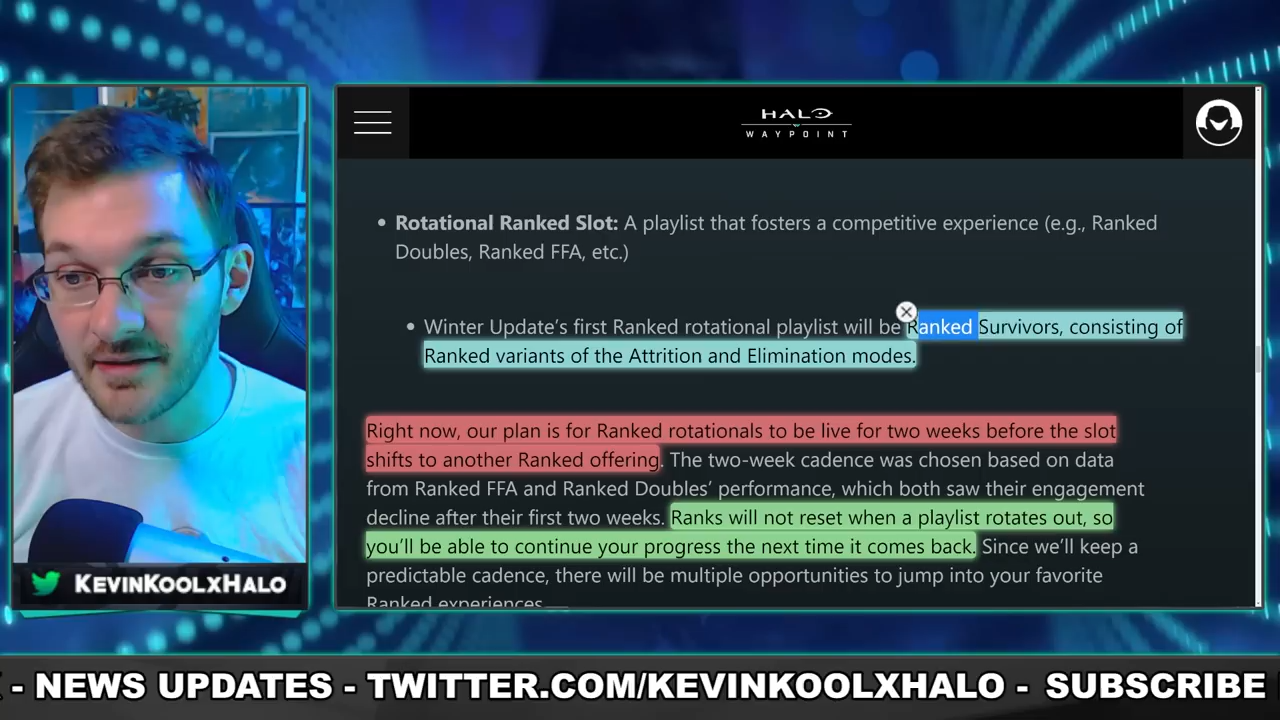 HALO
WAYPOINT
• Rotational Ranked Slot: A playlist that fosters a competitive experience (e.g., Ranked
Doubles, Ranked FFA, etc.)
• Winter Update's first Ranked rotational playlist will be Ranked Survivors, consisting of
Ranked variants of the Attrition and Elimination modes.
Right now, our plan is for Ranked rotationals to be live for two weeks before the slot
shifts to another Ranked offering. The two-week cadence was chosen based on data
from Ranked FFA and Ranked Doubles' performance, which both saw their engagement
decline after their first two weeks. Ranks will not reset when a playlist rotates out, so
you'll be able to continue your progress the next time it comes back. Since we'll keep a
predictable cadence, there will be multiple opportunities to jump into your favorite
Ranked experiences.
KEVINKOOLXHALO
- NEWS UPDATES - TWITTER.COM/KEVINKOOLXHALO - SUBSCRIBE